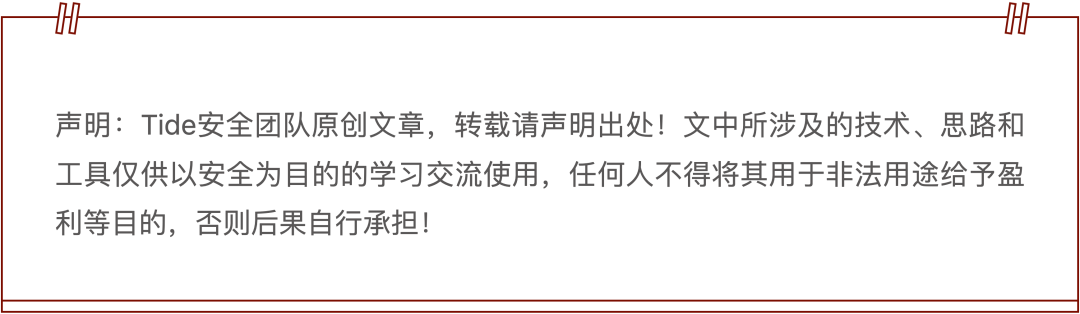 声明：Tide安全团队原创文章，转载请声明出处！文中所涉及的技术、思路和
工具仅供以安全为目的的学习交流使用，任何人不得将其用于非法用途给予盈
利等目的，否则后果自行承担！